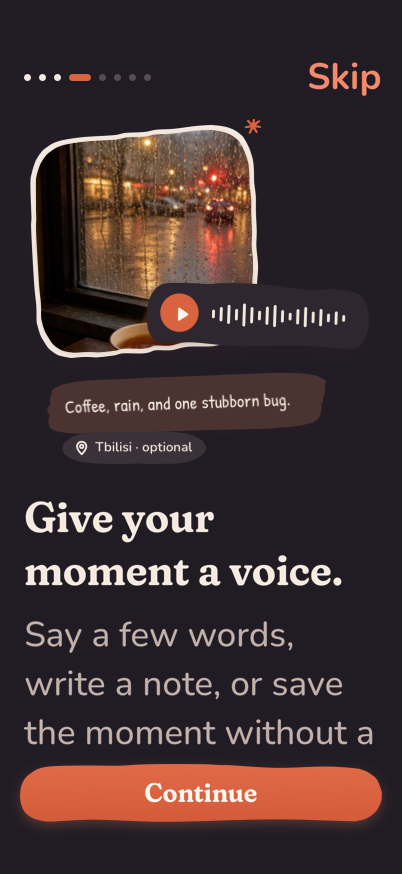 Skip
Coffee, rain, and one stubborn bug.
Tbilisi · optional
Give your
moment a voice.
Say a few words,
write a note, or save
the moment without a
Continue